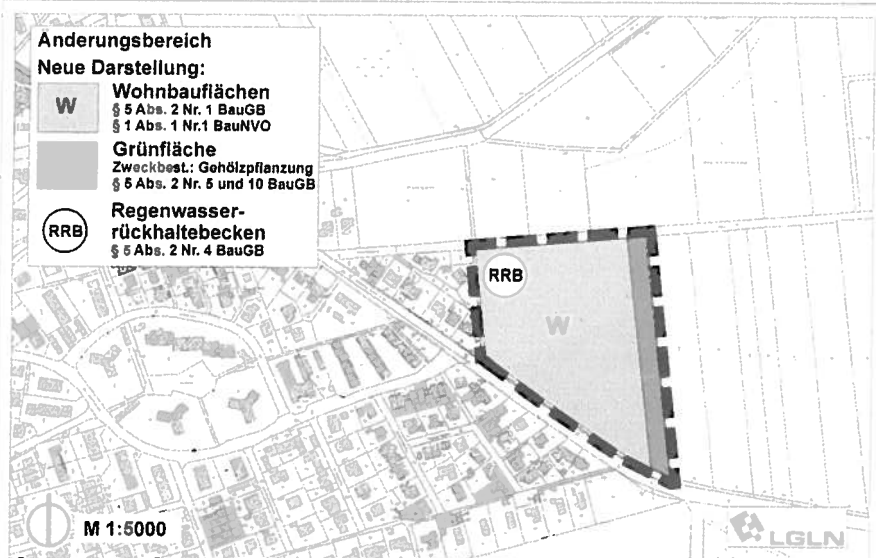 Änderungsbereich
Neue Darstellung:
W
Wohnbauflächen
§ 5 Abs. 2 Nr. 1 BauGB
§ 1 Abs. 1 Nr.1 BauNVO
Grünfläche
Zweckbest.: Gehölzpflanzung
§ 5 Abs. 2 Nr. 5 und 10 BauGB
RRB
Regenwasser-
rückhaltebecken
§ 5 Abs. 2 Nr. 4 BauGB
RRB
W
M 1:5000
LGLN